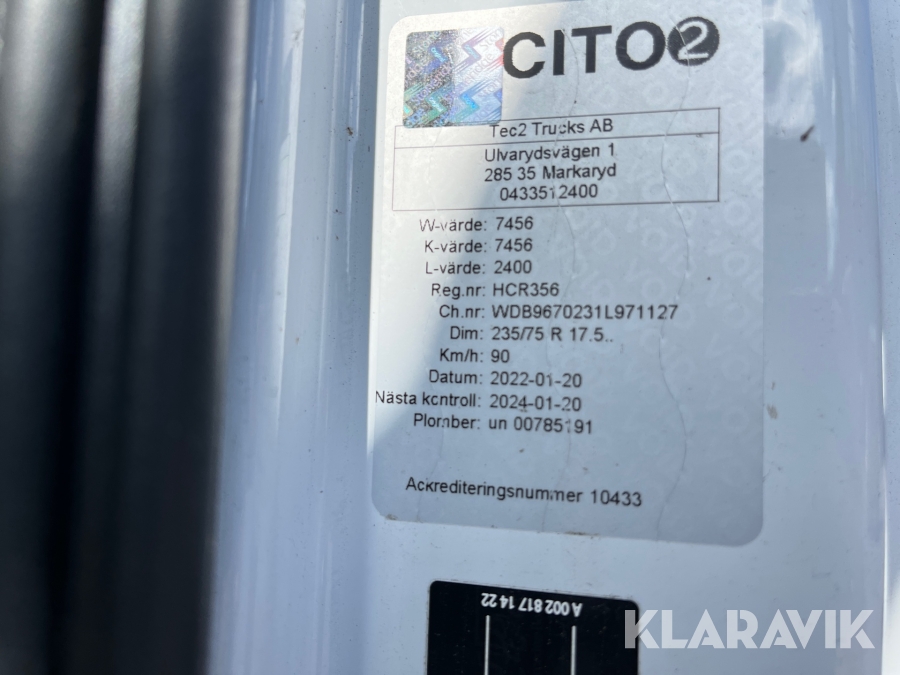 CITO2
Tec2 Trucks AB
Ulvarydsvägen 1
285 35 Markaryd
0433512400
W-värde: 7456
K-värde: 7456
L-värde: 2400
Reg.nr: HCR356
Ch.nr: WDB9670231L971127
Dim: 235/75 R 17.5..
Km/h: 90
Datum: 2022-01-20
Nästa kontroll: 2024-01-20
Plomber: un 00785191
Ackrediteringsnummer 10433
A 002 817 14 22
KLARAVIK